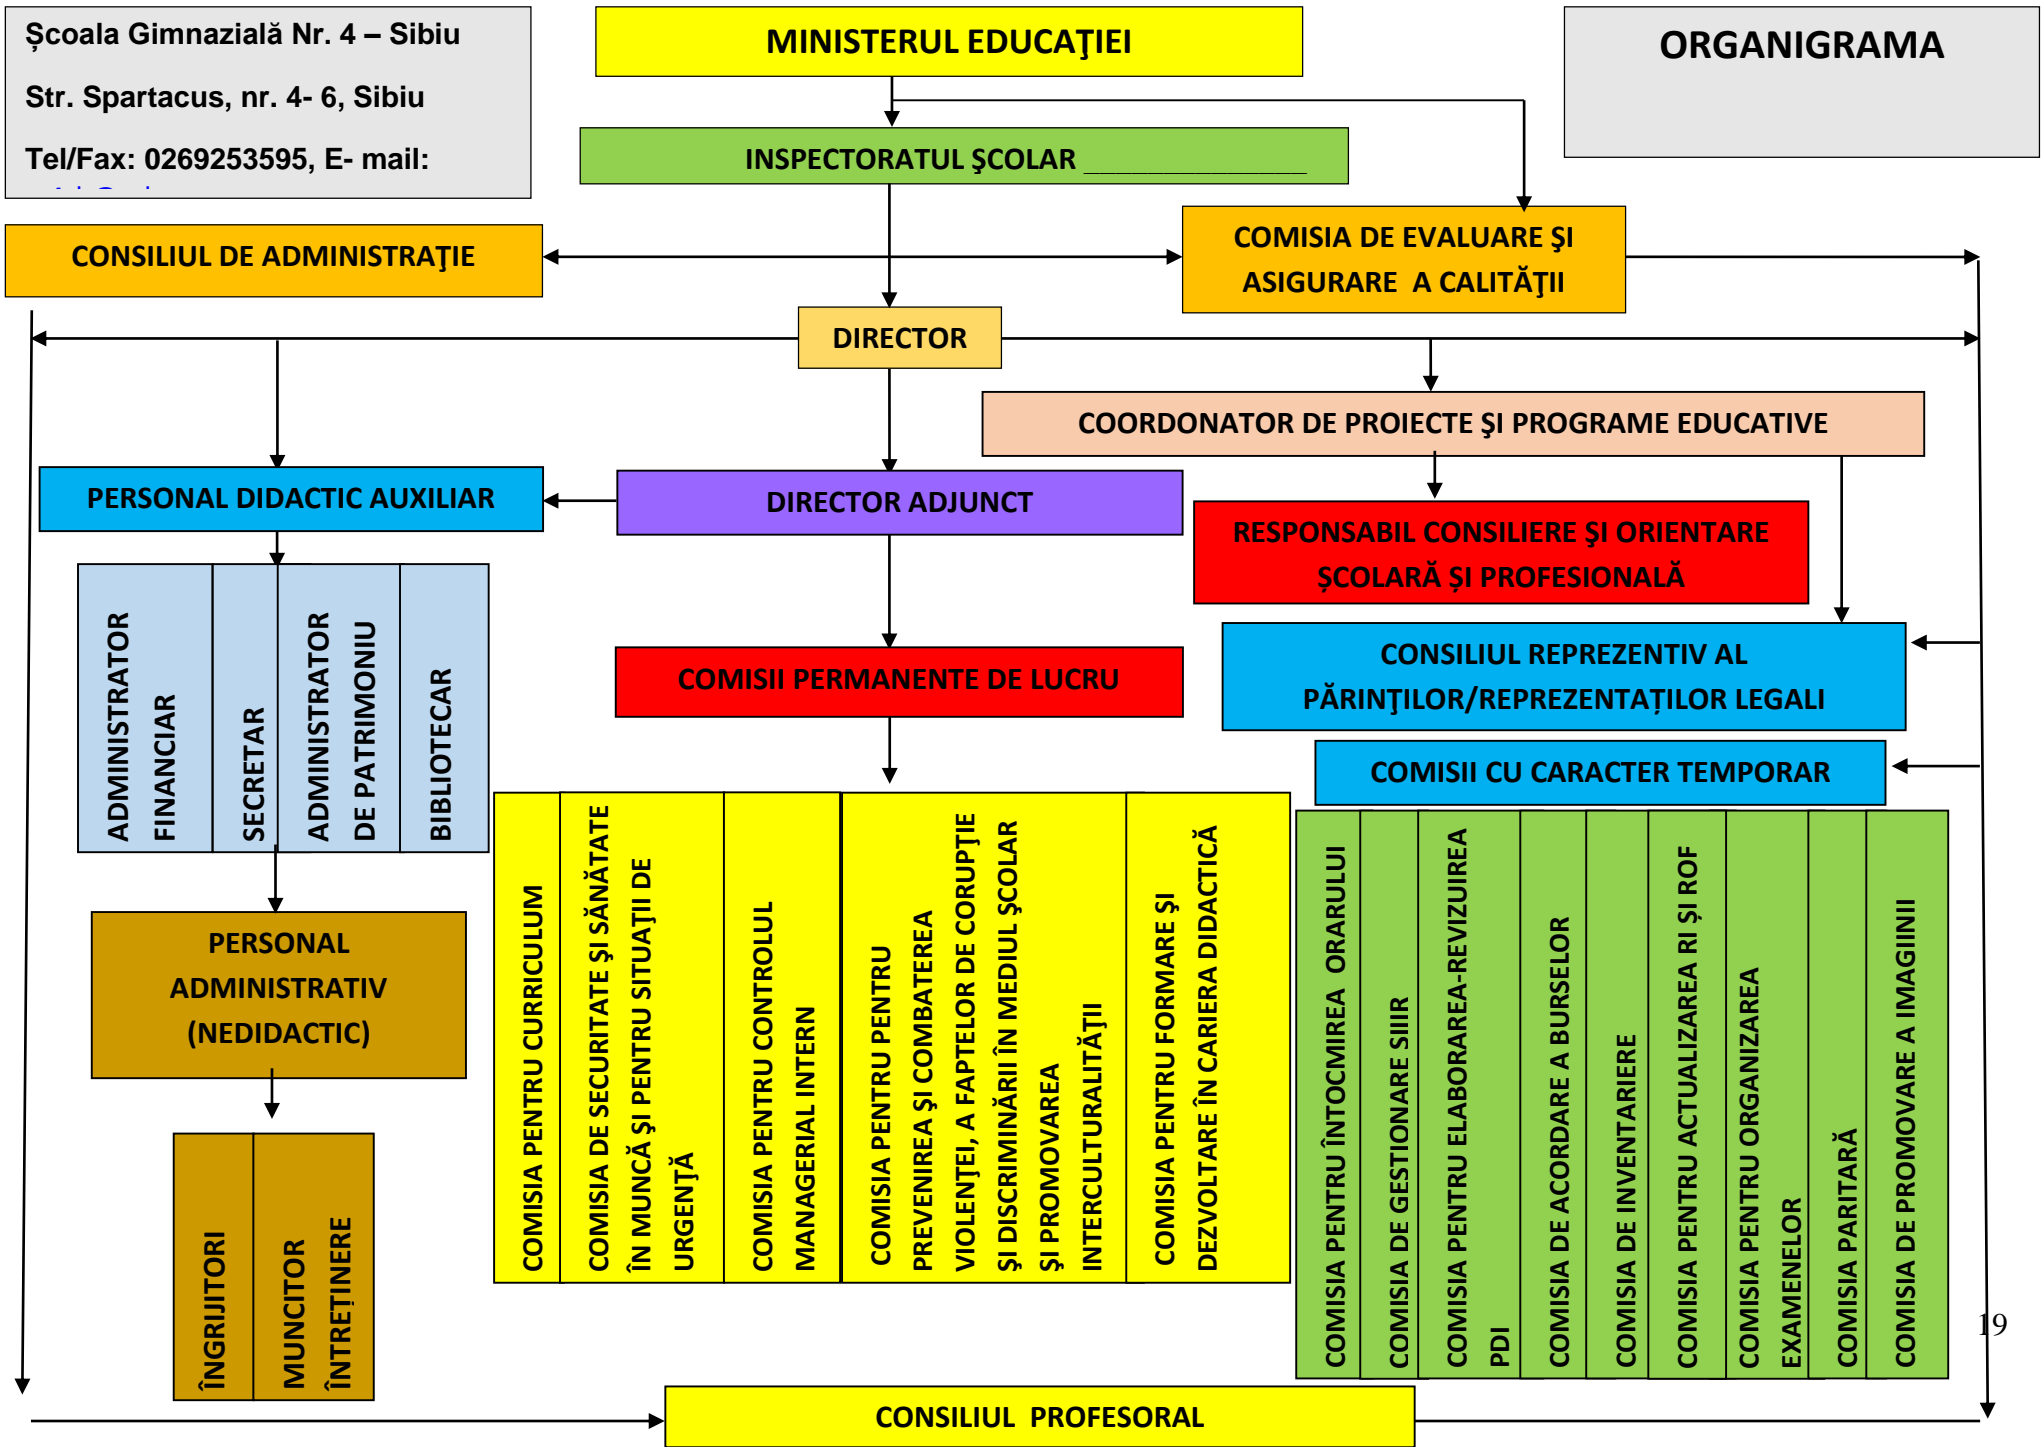 Școala Gimnazială Nr. 4 – Sibiu
Str. Spartacus, nr. 4- 6, Sibiu
Tel/Fax: 0269253595, E- mail:
MINISTERUL EDUCAŢIEI
ORGANIGRAMA
INSPECTORATUL ŞCOLAR _______________
CONSILIUL DE ADMINISTRAŢIE
COMISIA DE EVALUARE ŞI
ASIGURARE A CALITĂŢII
DIRECTOR
COORDONATOR DE PROIECTE ŞI PROGRAME EDUCATIVE
PERSONAL DIDACTIC AUXILIAR
DIRECTOR ADJUNCT
RESPONSABIL CONSILIERE ŞI ORIENTARE
ȘCOLARĂ ȘI PROFESIONALĂ
ADMINISTRATOR
FINANCIAR
SECRETAR
ADMINISTRATOR
DE PATRIMONIU
BIBLIOTECAR
COMISII PERMANENTE DE LUCRU
CONSILIUL REPREZENTIV AL
PĂRINŢILOR/REPREZENTAȚILOR LEGALI
COMISII CU CARACTER TEMPORAR
PERSONAL
ADMINISTRATIV
(NEDIDACTIC)
ÎNGRIJITORI
MUNCITOR
ÎNTREȚINERE
COMISIA PENTRU CURRICULUM
COMISIA DE SECURITATE ŞI SĂNĂTATE
ÎN MUNCĂ ŞI PENTRU SITUAŢII DE
URGENŢĂ
COMISIA PENTRU CONTROLUL
MANAGERIAL INTERN
COMISIA PENTRU PENTRU
PREVENIREA ŞI COMBATEREA
VIOLENŢEI, A FAPTELOR DE CORUPŢIE
ŞI DISCRIMINĂRII ÎN MEDIUL ŞCOLAR
ŞI PROMOVAREA
INTERCULTURALITĂŢII
COMISIA PENTRU FORMARE ŞI
DEZVOLTARE ÎN CARIERA DIDACTICĂ
COMISIA PENTRU ÎNTOCMIREA ORARULUI
COMISIA DE GESTIONARE SIIIR
COMISIA PENTRU ELABORAREA-REVIZUIREA
PDI
COMISIA DE ACORDARE A BURSELOR
COMISIA DE INVENTARIERE
COMISIA PENTRU ACTUALIZAREA RI ȘI ROF
COMISIA PENTRU ORGANIZAREA
EXAMENELOR
COMISIA PARITARĂ
COMISIA DE PROMOVARE A IMAGIINII
19
CONSILIUL PROFESORAL